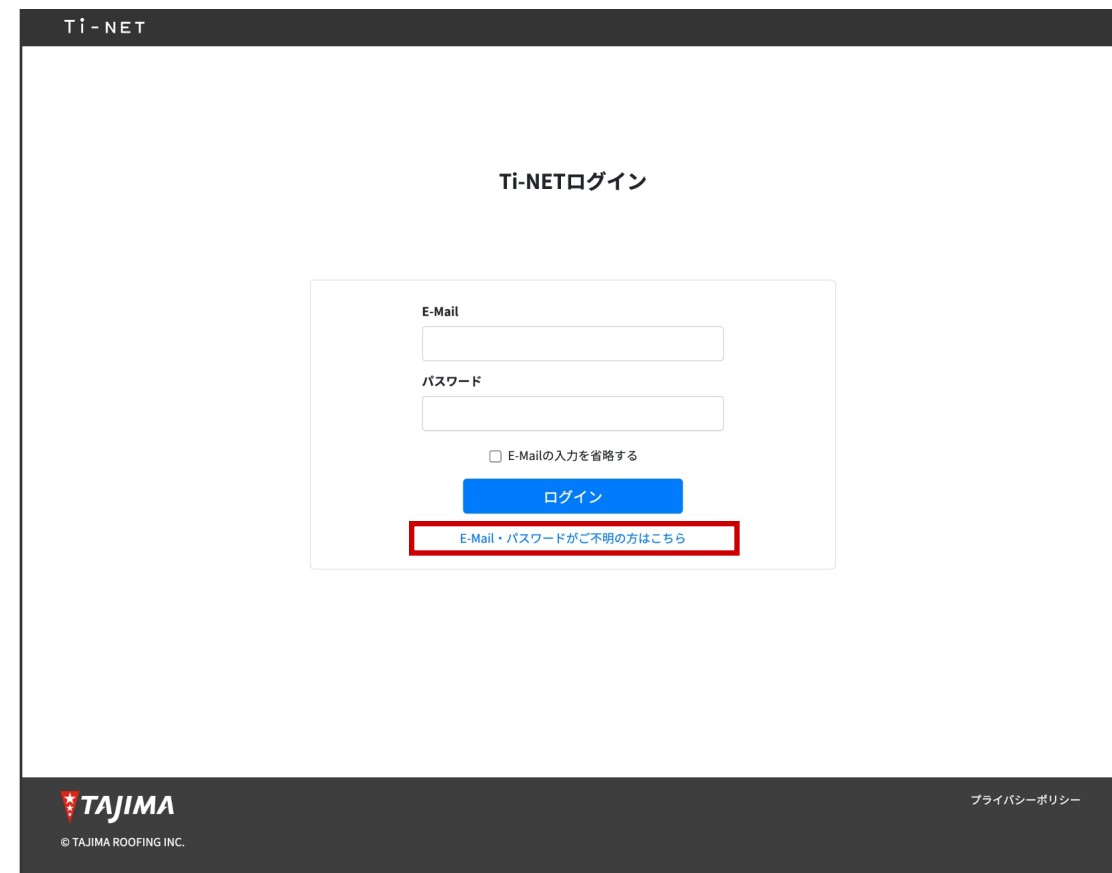 Ti-NET
Ti-NETログイン
E-Mail
パスワード
E-Mailの入力を省略する
ログイン
E-Mail・パスワードがご不明の方はこちら
TAJIMA
プライバシーポリシー
© TAJIMA ROOFING INC.